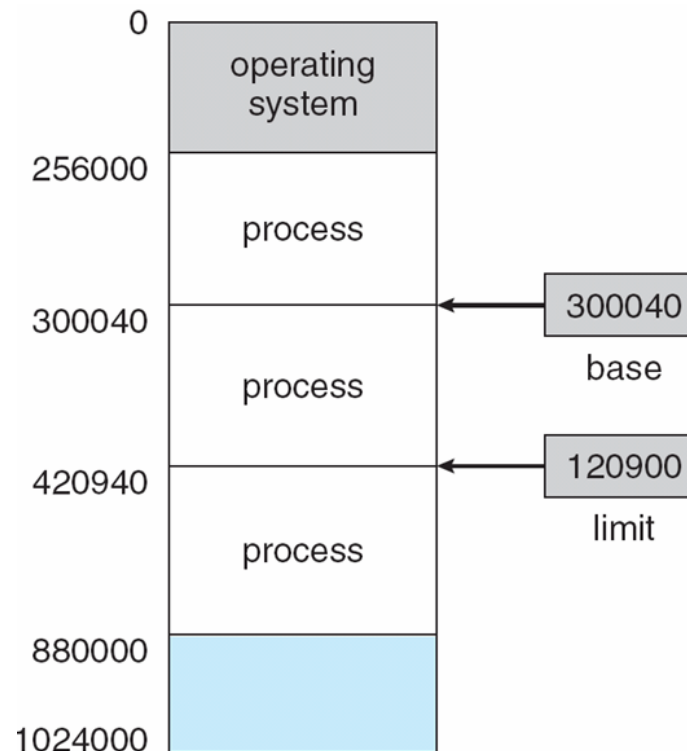 0
operating
system
256000
process
300040
300040
base
process
420940
120900
limit
process
880000
1024000